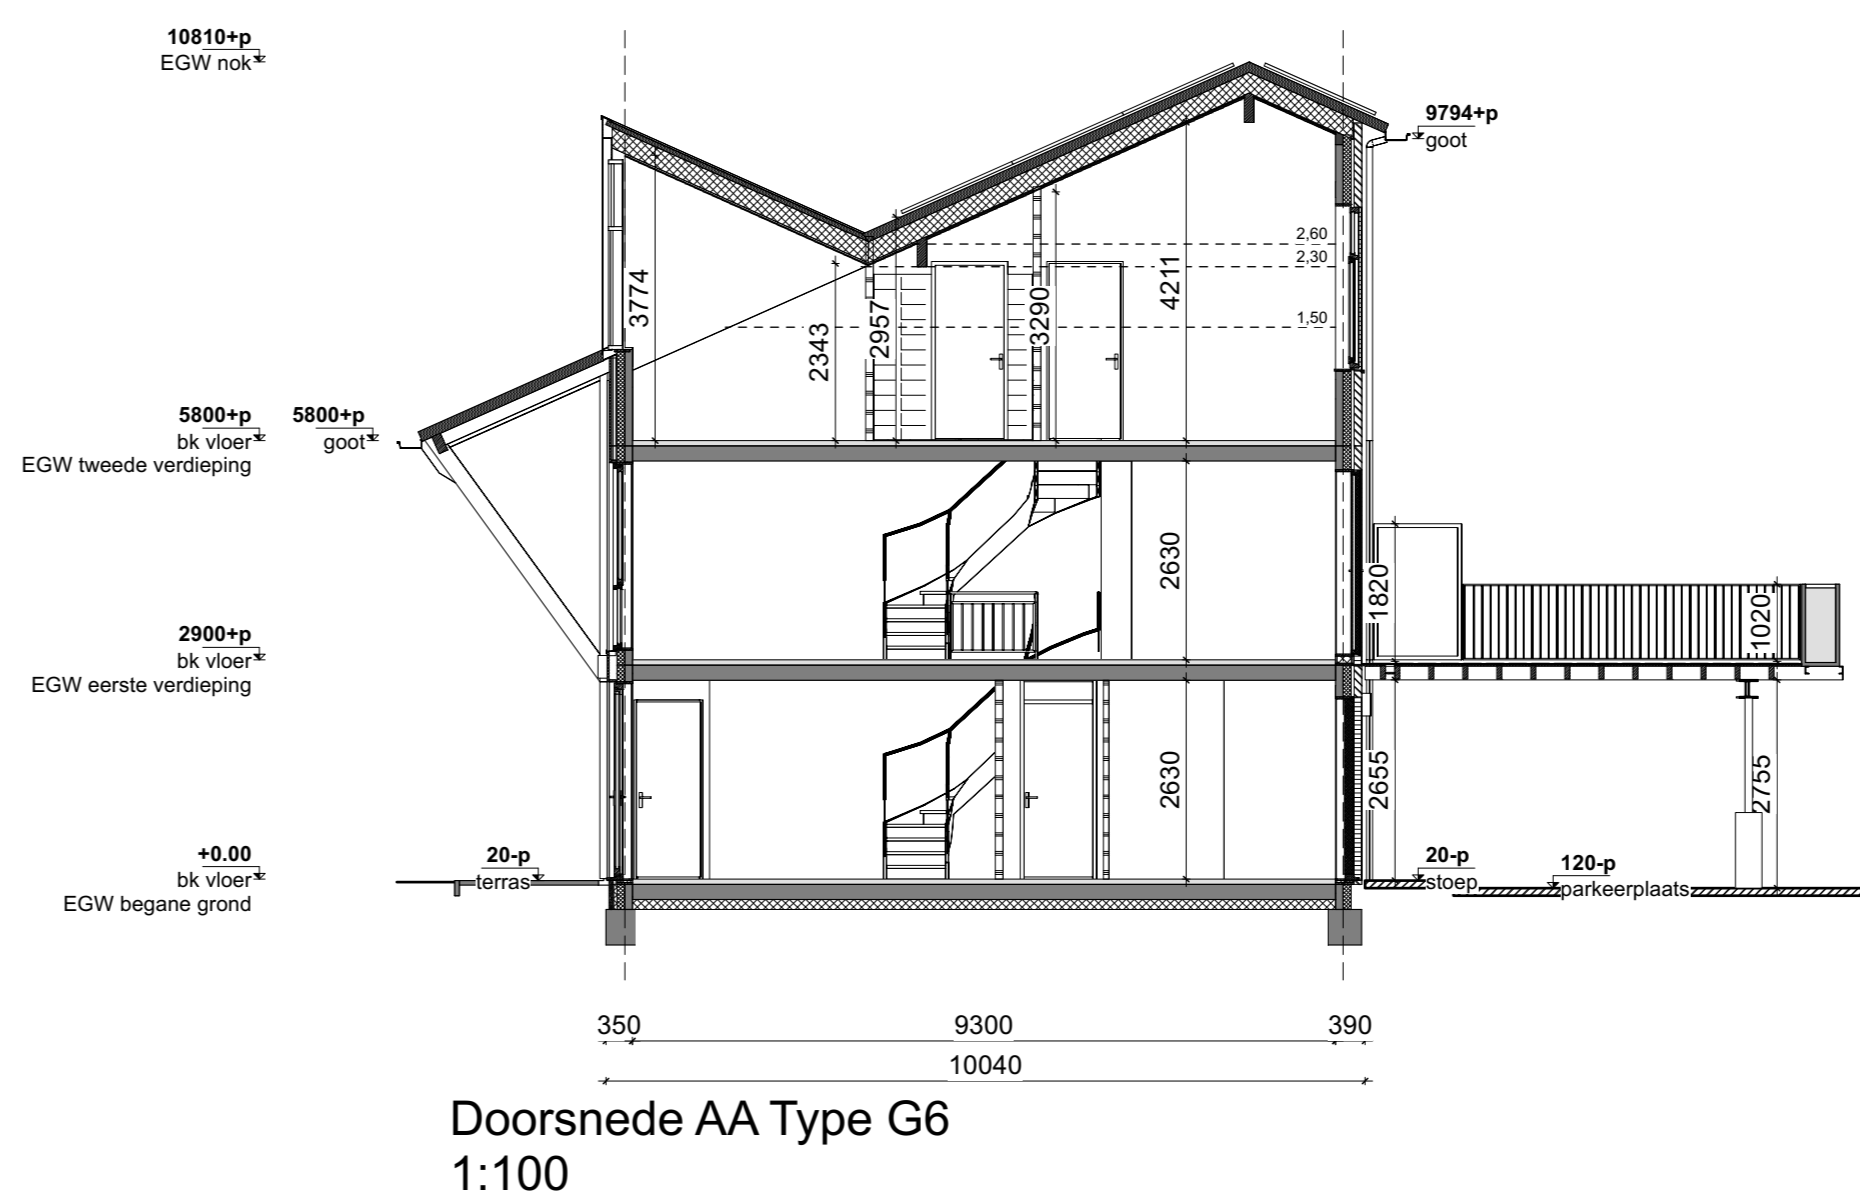 10810+p
EGW nok
9794+p
goot
2,60
2,30
1,50
3774
2343
2957
3290
4211
5800+p
bk vloer
EGW tweede verdieping
5800+p
goot
2630
1820
1020
2900+p
bk vloer
EGW eerste verdieping
2630
2655
2755
+0.00
bk vloer
EGW begane grond
20-p
terras
20-p
stoep
120-p
parkeerplaats
350
9300
390
10040
Doorsnede AA Type G6
1:100